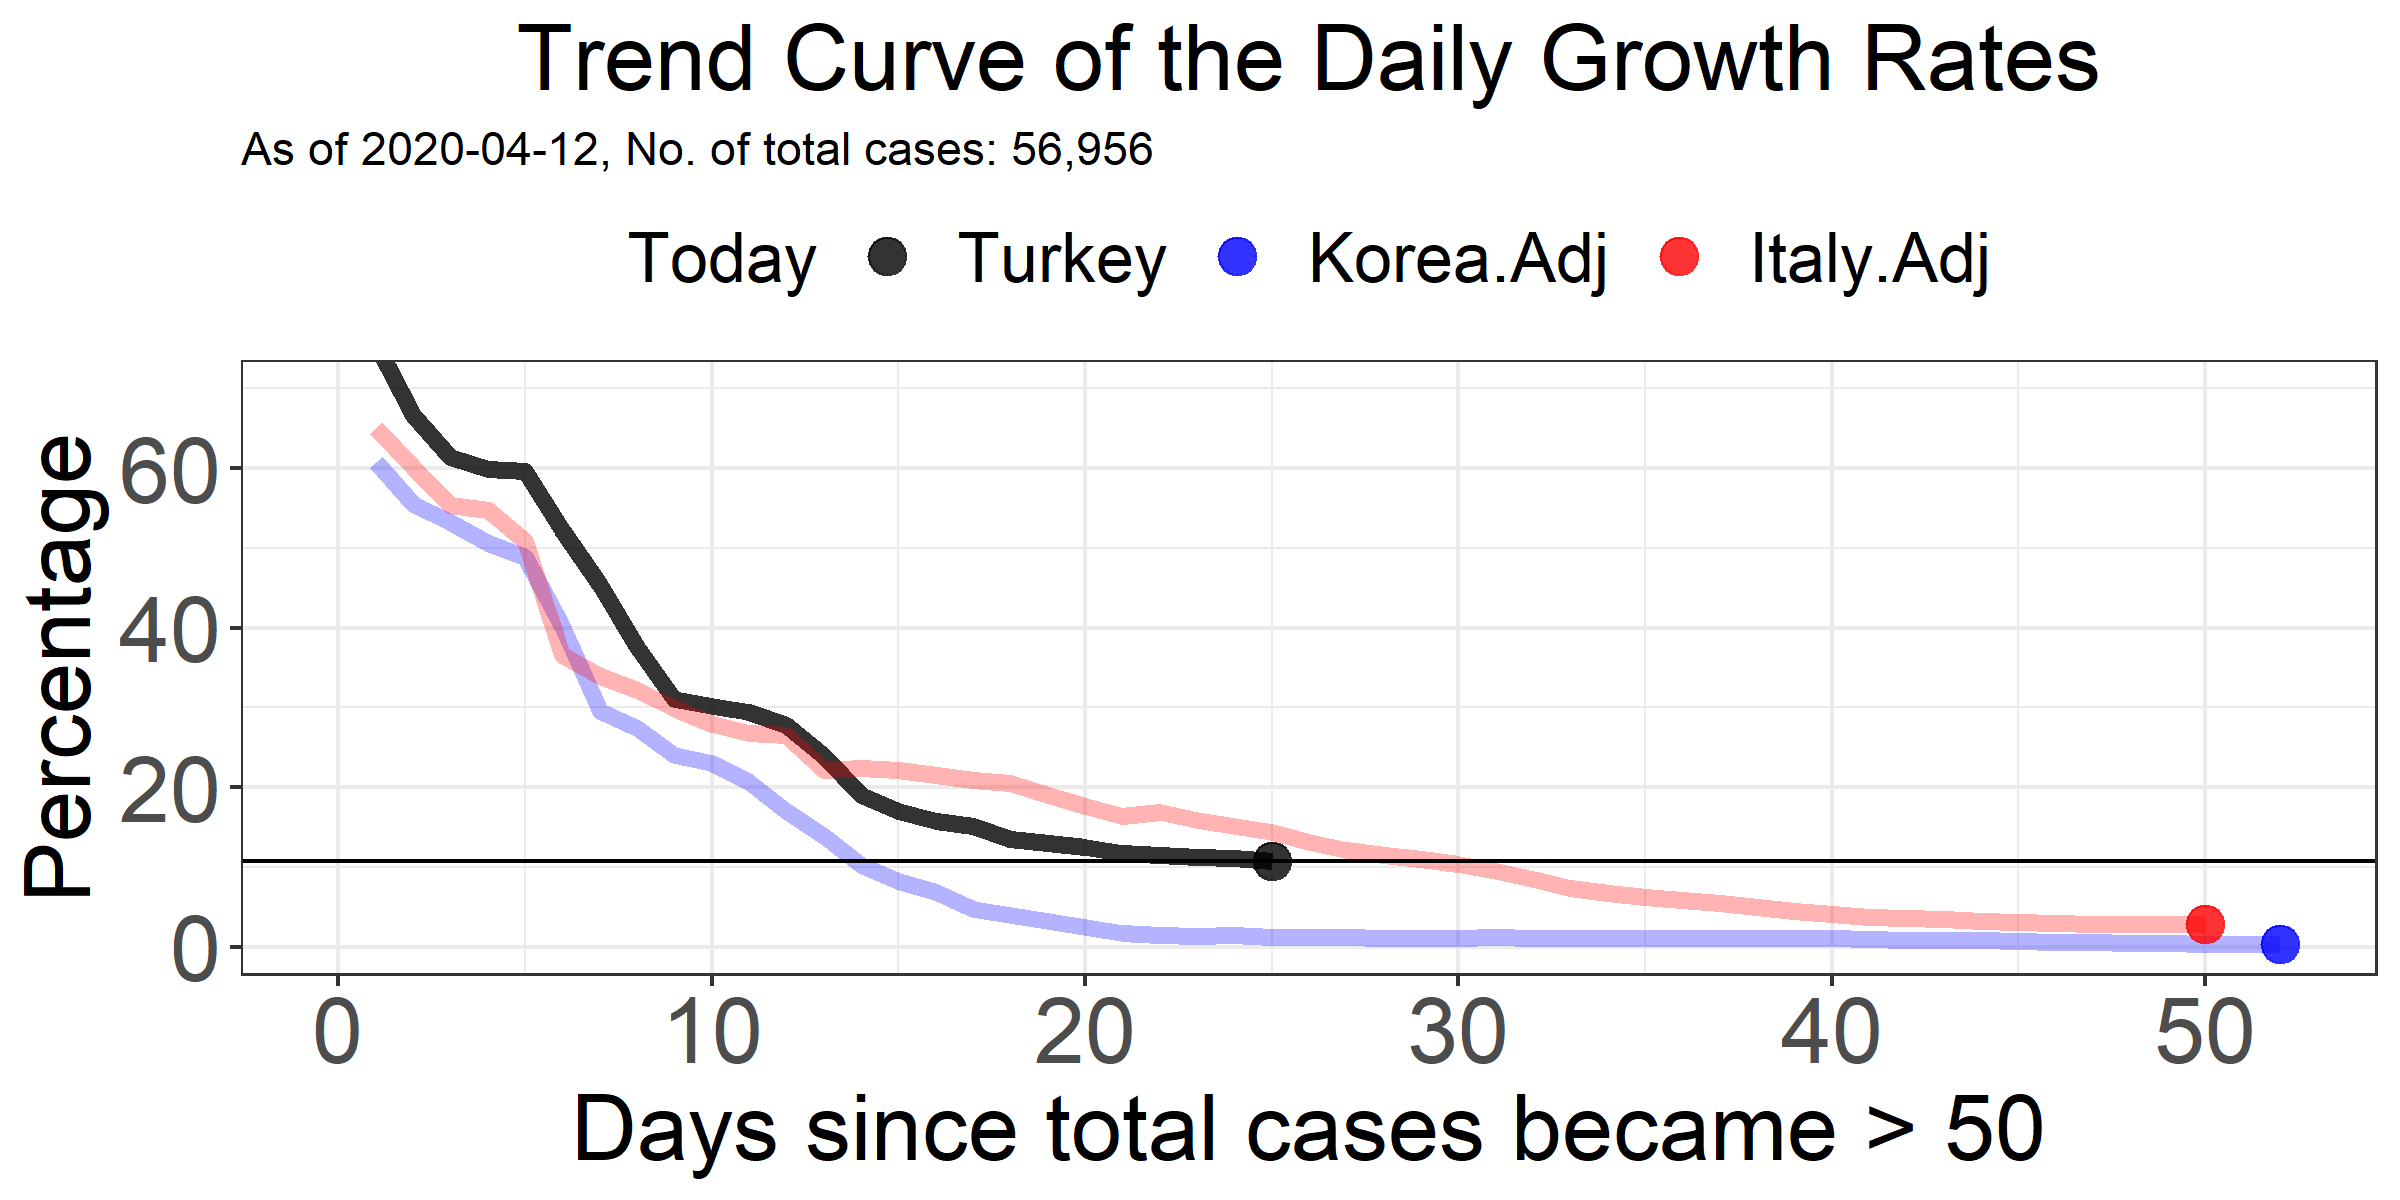 Trend Curve of the Daily Growth Rates
As of 2020-04-12, No. of total cases: 56,956
Today Turkey Korea.Adj Italy.Adj
Percentage
60
40
20
0
0 10 20 30 40 50
Days since total cases became > 50